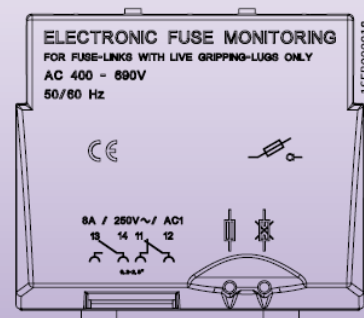 ELECTRONIC FUSE MONITORING
FOR FUSE-LINKS WITH LIVE GRIPPING-LUGS ONLY
AC 400 - 690V
50/60 Hz
CE
8A / 250V~/ AC1
13 14 11 12